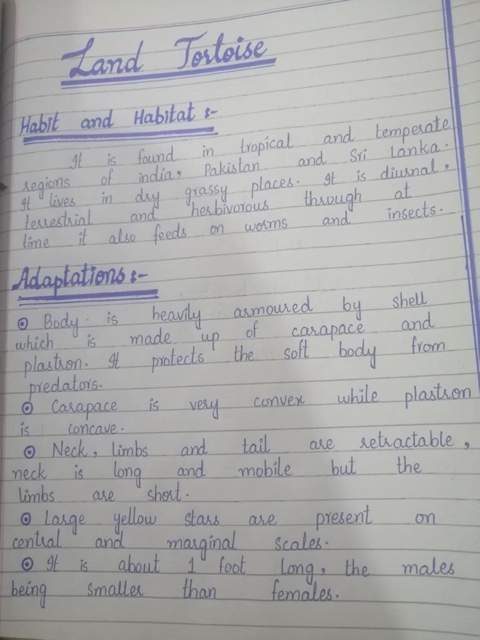 Land Tortoise
Habit and Habitat :-
It is found in tropical and temperate
regions of india, Pakistan and Sri Lanka.
It lives in dry grassy places. It is diurnal,
terrestrial and herbivorous through at
time it also feeds on worms and insects.
Adaptations :-
⊙ Body is heavily armoured by shell
which is made up of carapace and
plastron. It protects the soft body from
predators.
⊙ Carapace is very convex while plastron
is concave.
⊙ Neck, limbs and tail are retractable,
neck is long and mobile but the
limbs are short.
⊙ Large yellow stars are present on
central and marginal scales.
⊙ It is about 1 foot long, the males
being smaller than females.